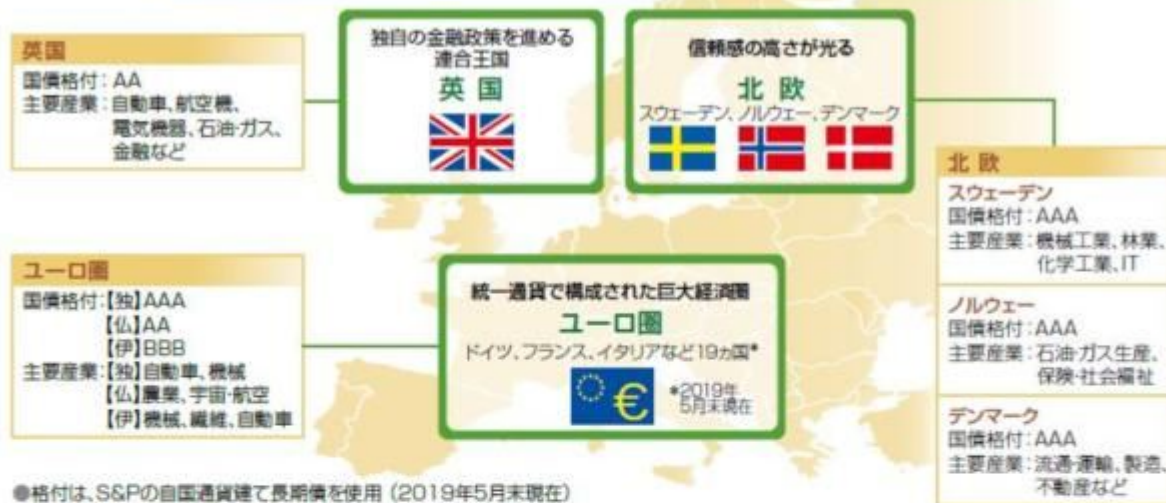 英国
国債格付：AA
主要産業：自動車、航空機、
電気機器、石油・ガス、
金融など
独自の金融政策を進める
連合王国
英国
信頼感の高さが光る
北欧
スウェーデン、ノルウェー、デンマーク
北欧
スウェーデン
国債格付：AAA
主要産業：機械工業、林業、
化学工業、IT
ノルウェー
国債格付：AAA
主要産業：石油・ガス生産、
保険・社会福祉
デンマーク
国債格付：AAA
主要産業：流通・運輸、製造、
不動産など
ユーロ圏
国債格付：【独】AAA
【仏】AA
【伊】BBB
主要産業：【独】自動車、機械
【仏】農業、宇宙・航空
【伊】機械、繊維、自動車
統一通貨で構成された巨大経済圏
ユーロ圏
ドイツ、フランス、イタリアなど19ヵ国*
€
*2019年
5月末現在
●格付は、S&Pの自国通貨建て長期債を使用（2019年5月末現在）